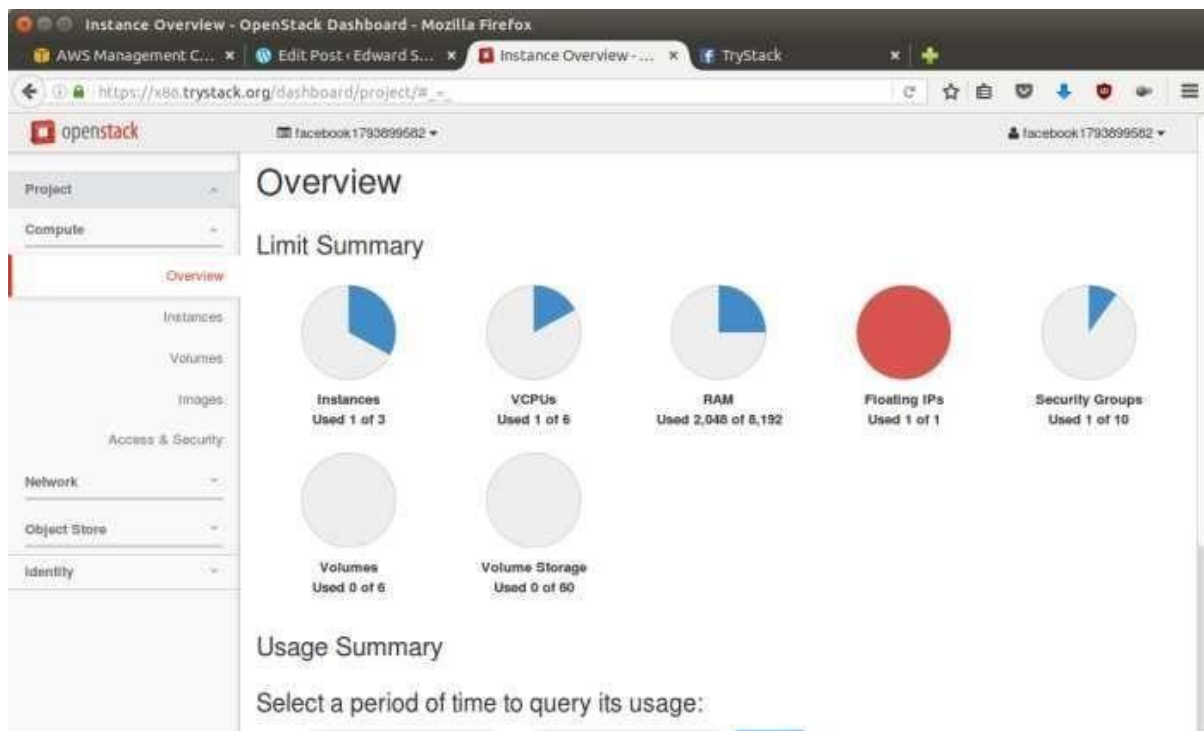 Instance Overview - OpenStack Dashboard - Mozilla Firefox
AWS Management C... Edit Post ‹ Edward S... Instance Overview - ... TryStack
https://x86.trystack.org/dashboard/project/#_=_
openstack facebook1793899582 facebook1793899582
Project
Compute
Overview
Instances
Volumes
Images
Access & Security
Network
Object Store
Identity
Overview
Limit Summary
Instances
Used 1 of 3
VCPUs
Used 1 of 6
RAM
Used 2,048 of 8,192
Floating IPs
Used 1 of 1
Security Groups
Used 1 of 10
Volumes
Used 0 of 6
Volume Storage
Used 0 of 60
Usage Summary
Select a period of time to query its usage: